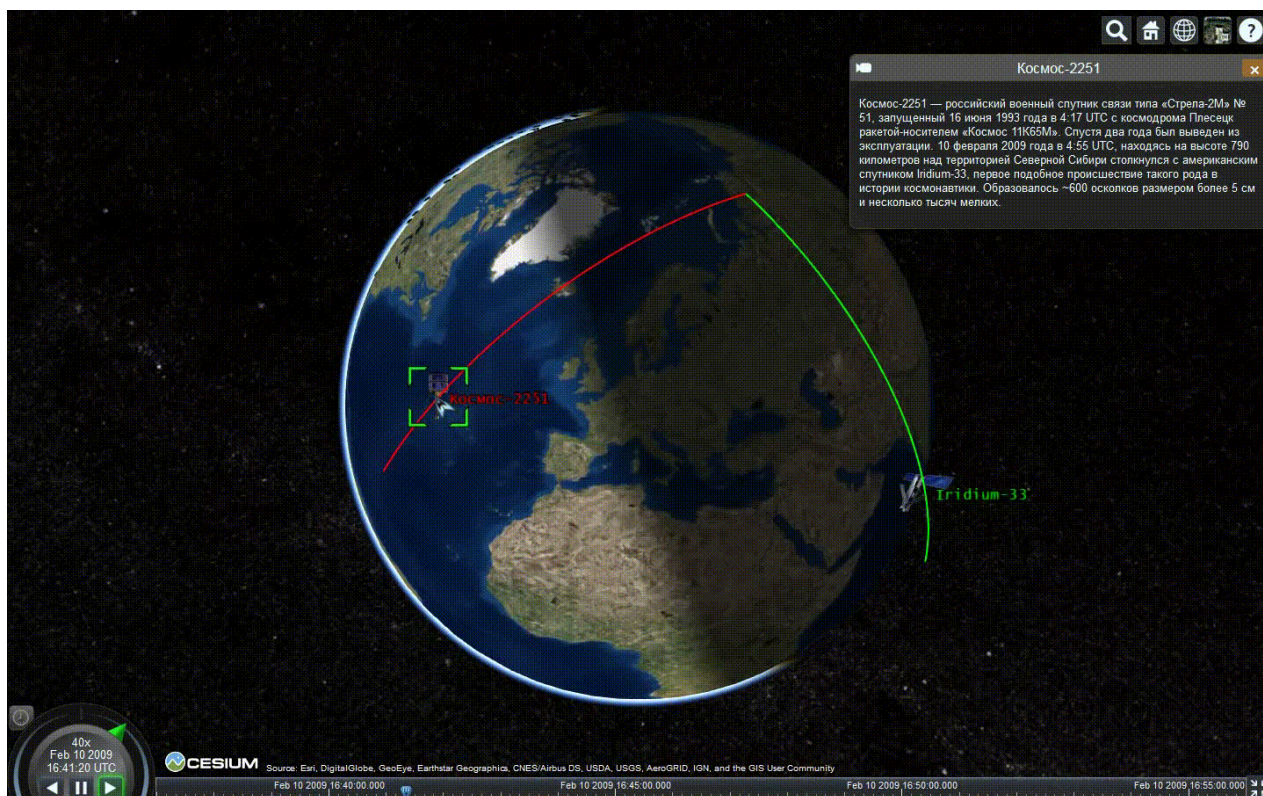 Космос-2251
Космос-2251 — российский военный спутник связи типа «Стрела-2М» №
51, запущенный 16 июня 1993 года в 4:17 UTC с космодрома Плесецк
ракетой-носителем «Космос 11К65М». Спустя два года был выведен из
эксплуатации. 10 февраля 2009 года в 4:55 UTC, находясь на высоте 790
километров над территорией Северной Сибири столкнулся с американским
спутником Iridium-33, первое подобное происшествие такого рода в
истории космонавтики. Образовалось ~600 осколков размером более 5 см
и несколько тысяч мелких.
Космос-2251
Iridium-33
40x
Feb 10 2009
16:41:20 UTC
CESIUM
Source: Esri, DigitalGlobe, GeoEye, Earthstar Geographics, CNES/Airbus DS, USDA, USGS, AeroGRID, IGN, and the GIS User Community
Feb 10 2009 16:40:00.000
Feb 10 2009 16:45:00.000
Feb 10 2009 16:50:00.000
Feb 10 2009 16:55:00.000